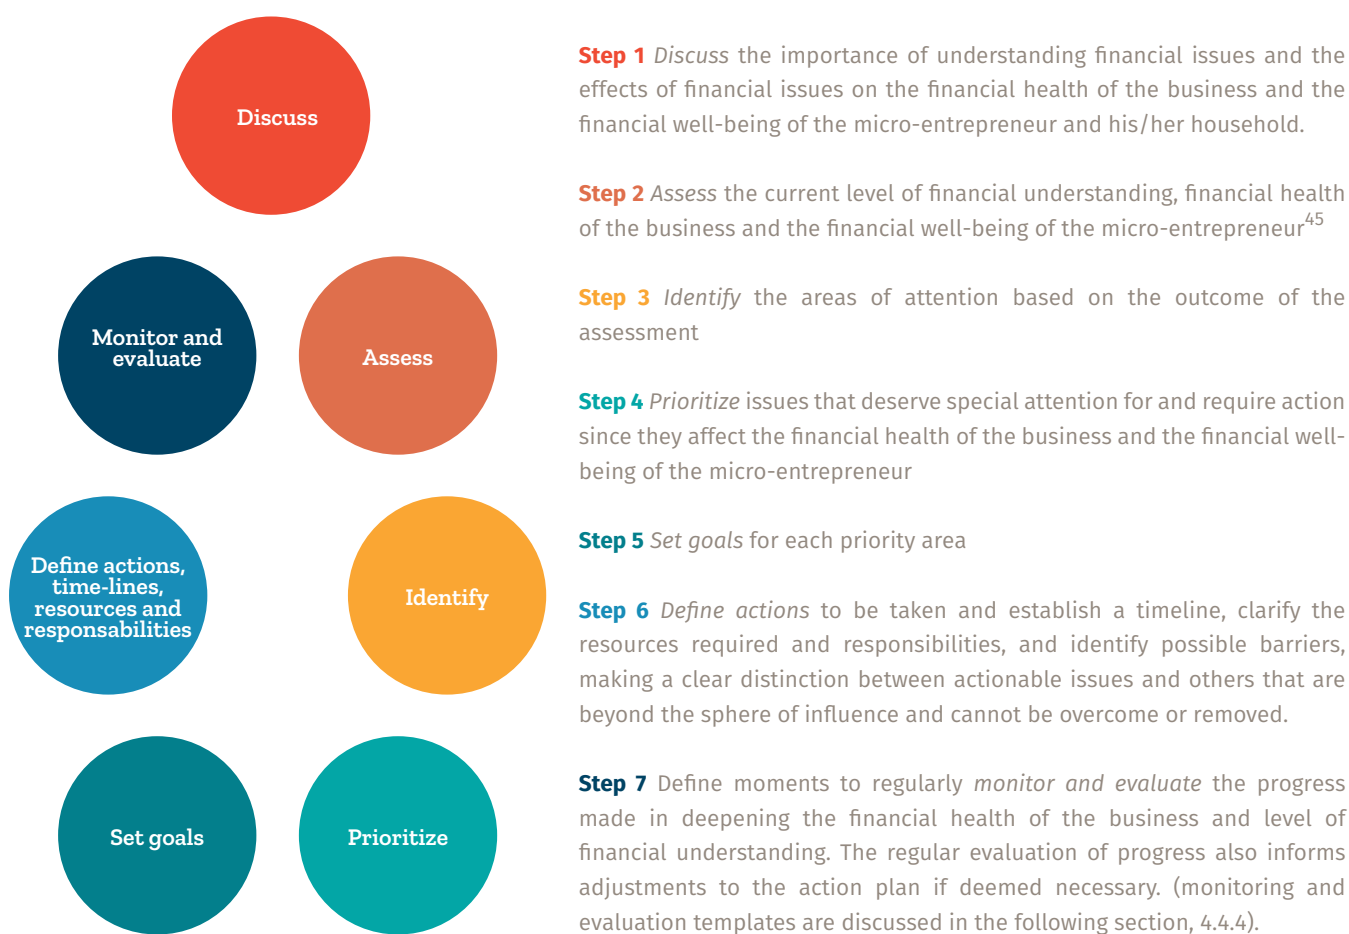 Discuss
Monitor and
evaluate
Assess
Define actions,
time-lines,
resources and
responsabilities
Identify
Set goals
Prioritize
Step 1 Discuss the importance of understanding financial issues and the
effects of financial issues on the financial health of the business and the
financial well-being of the micro-entrepreneur and his/her household.
Step 2 Assess the current level of financial understanding, financial health
of the business and the financial well-being of the micro-entrepreneur45
Step 3 Identify the areas of attention based on the outcome of the
assessment
Step 4 Prioritize issues that deserve special attention for and require action
since they affect the financial health of the business and the financial well-
being of the micro-entrepreneur
Step 5 Set goals for each priority area
Step 6 Define actions to be taken and establish a timeline, clarify the
resources required and responsibilities, and identify possible barriers,
making a clear distinction between actionable issues and others that are
beyond the sphere of influence and cannot be overcome or removed.
Step 7 Define moments to regularly monitor and evaluate the progress
made in deepening the financial health of the business and level of
financial understanding. The regular evaluation of progress also informs
adjustments to the action plan if deemed necessary. (monitoring and
evaluation templates are discussed in the following section, 4.4.4).